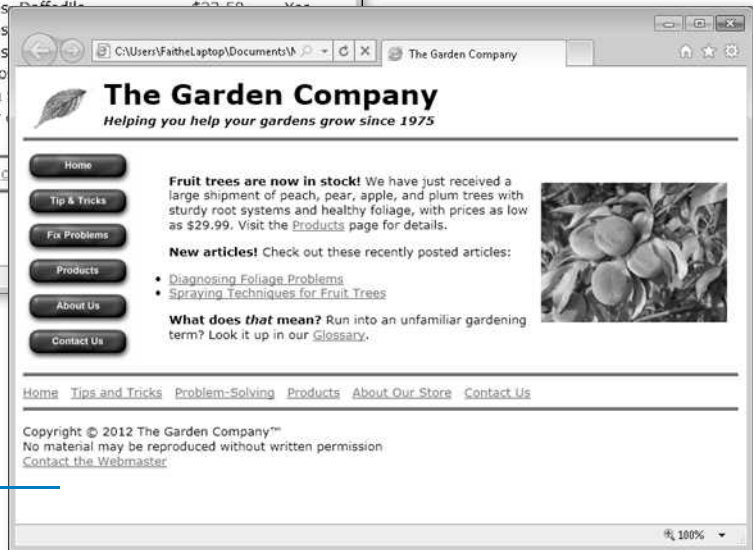 Daffodils
C:\Users\FaitheLaptop\Documents\M
The Garden Company
The Garden Company
Helping you help your gardens grow since 1975
Home
Tip & Tricks
Fix Problems
Products
About Us
Contact Us
Fruit trees are now in stock! We have just received a
large shipment of peach, pear, apple, and plum trees with
sturdy root systems and healthy foliage, with prices as low
as $29.99. Visit the Products page for details.
New articles! Check out these recently posted articles:
• Diagnosing Foliage Problems
• Spraying Techniques for Fruit Trees
What does that mean? Run into an unfamiliar gardening
term? Look it up in our Glossary.
Home Tips and Tricks Problem-Solving Products About Our Store Contact Us
Copyright © 2012 The Garden Company™
No material may be reproduced without written permission
Contact the Webmaster
100%